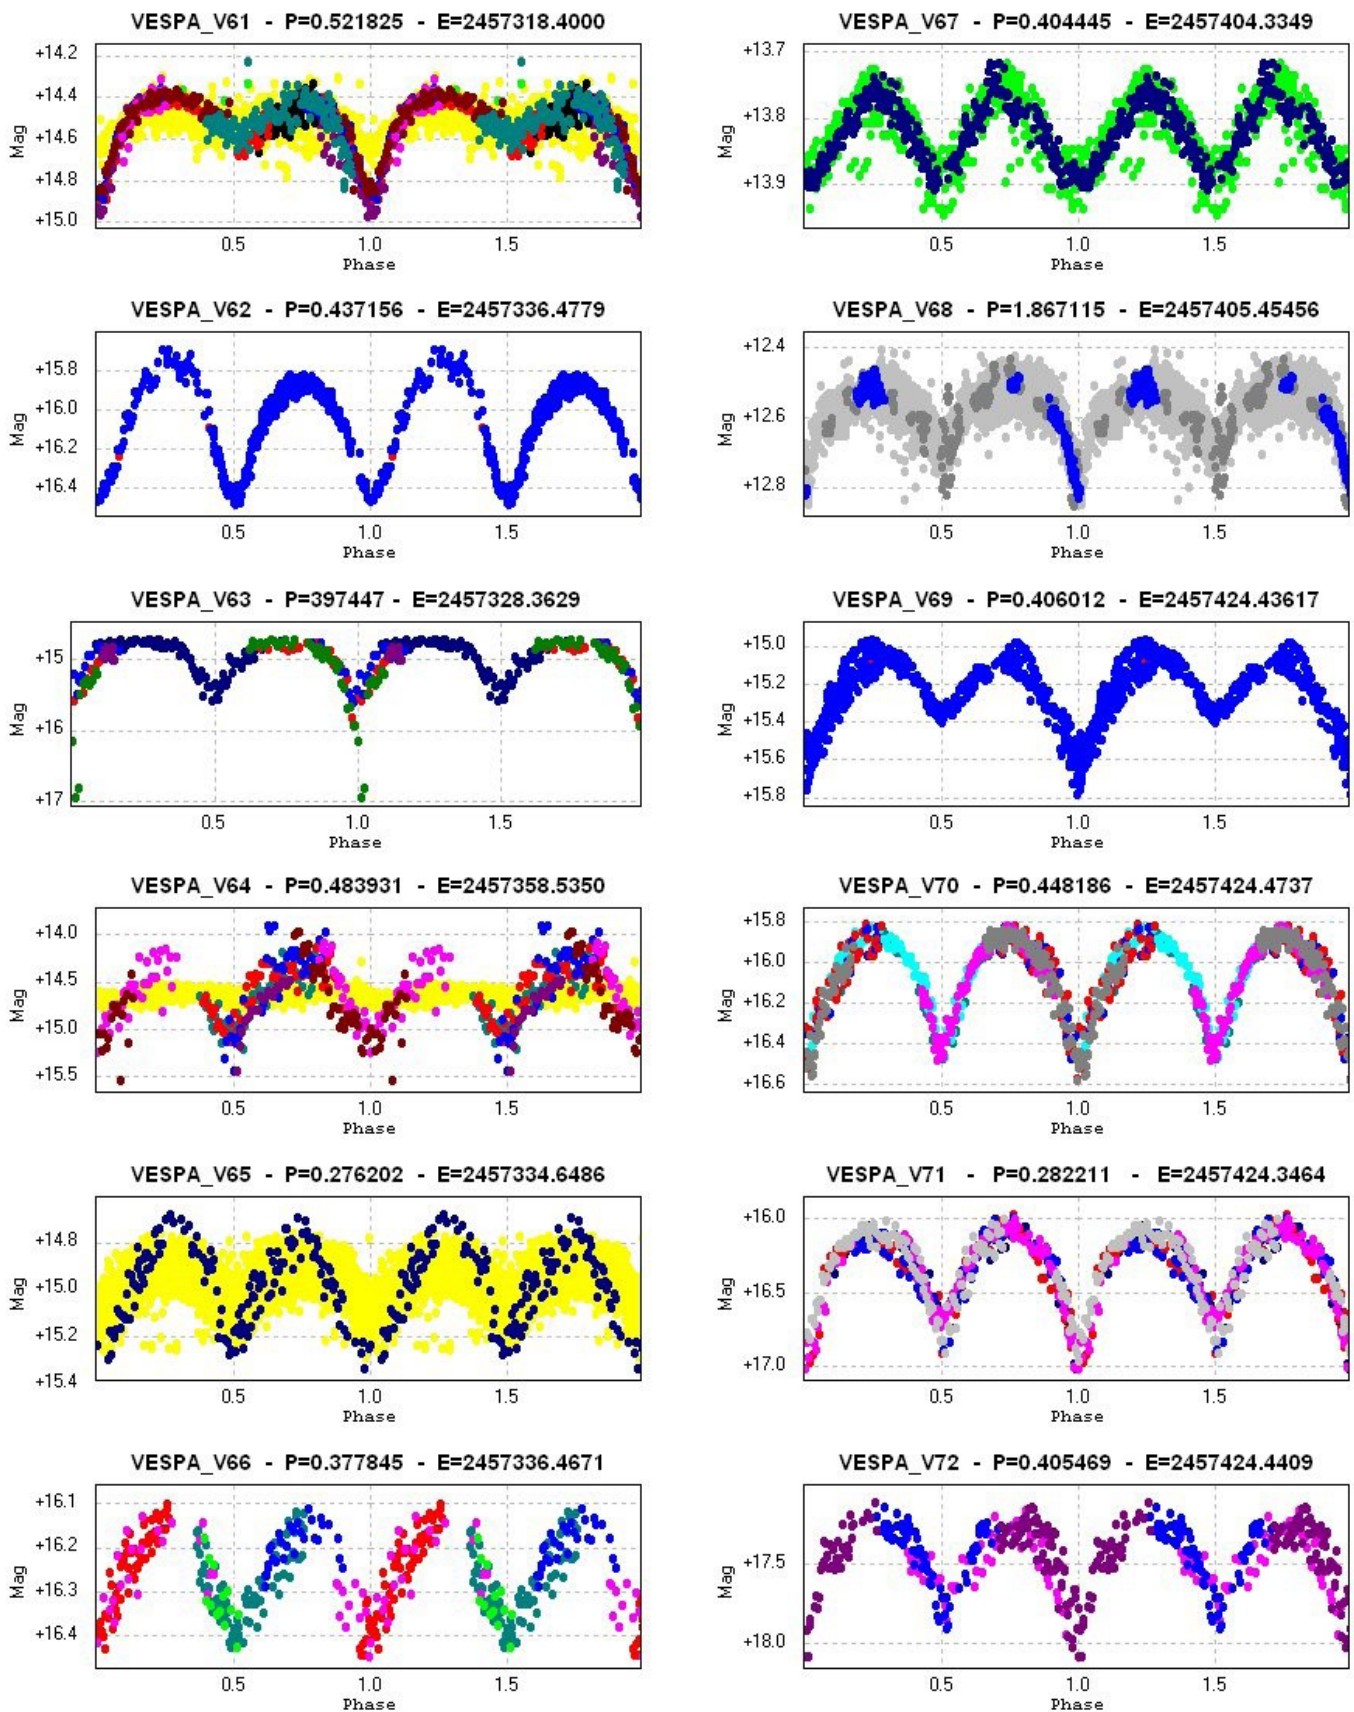 VESPA_V61 - P=0.521825 - E=2457318.4000
+14.2
+14.4
+14.6
+14.8
+15.0
Mag
0.5 1.0 1.5
Phase
VESPA_V67 - P=0.404445 - E=2457404.3349
+13.7
+13.8
+13.9
Mag
0.5 1.0 1.5
Phase
VESPA_V62 - P=0.437156 - E=2457336.4779
+15.8
+16.0
+16.2
+16.4
Mag
0.5 1.0 1.5
Phase
VESPA_V68 - P=1.867115 - E=2457405.45456
+12.4
+12.6
+12.8
Mag
0.5 1.0 1.5
Phase
VESPA_V63 - P=397447 - E=2457328.3629
+15
+16
+17
Mag
0.5 1.0 1.5
Phase
VESPA_V69 - P=0.406012 - E=2457424.43617
+15.0
+15.2
+15.4
+15.6
+15.8
Mag
0.5 1.0 1.5
Phase
VESPA_V64 - P=0.483931 - E=2457358.5350
+14.0
+14.5
+15.0
+15.5
Mag
0.5 1.0 1.5
Phase
VESPA_V70 - P=0.448186 - E=2457424.4737
+15.8
+16.0
+16.2
+16.4
+16.6
Mag
0.5 1.0 1.5
Phase
VESPA_V65 - P=0.276202 - E=2457334.6486
+14.8
+15.0
+15.2
+15.4
Mag
0.5 1.0 1.5
Phase
VESPA_V71 - P=0.282211 - E=2457424.3464
+16.0
+16.5
+17.0
Mag
0.5 1.0 1.5
Phase
VESPA_V66 - P=0.377845 - E=2457336.4671
+16.1
+16.2
+16.3
+16.4
Mag
0.5 1.0 1.5
Phase
VESPA_V72 - P=0.405469 - E=2457424.4409
+17.5
+18.0
Mag
0.5 1.0 1.5
Phase